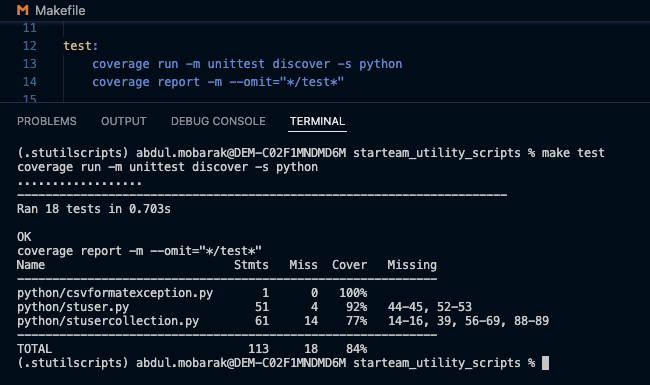 Makefile
11
12 test:
13 coverage run -m unittest discover -s python
14 coverage report -m --omit="*/test*"
15
PROBLEMS OUTPUT DEBUG CONSOLE TERMINAL
(.stutilscripts) abdul.mobarak@DEM-C02F1MNDMD6M starteam_utility_scripts % make test
coverage run -m unittest discover -s python
..................
----------------------------------------------------------------------
Ran 18 tests in 0.703s
OK
coverage report -m --omit="*/test*"
Name Stmts Miss Cover Missing
------------------------------------------------------------
python/csvformatexception.py 1 0 100%
python/stuser.py 51 4 92% 44-45, 52-53
python/stusercollection.py 61 14 77% 14-16, 39, 56-69, 88-89
------------------------------------------------------------
TOTAL 113 18 84%
(.stutilscripts) abdul.mobarak@DEM-C02F1MNDMD6M starteam_utility_scripts %